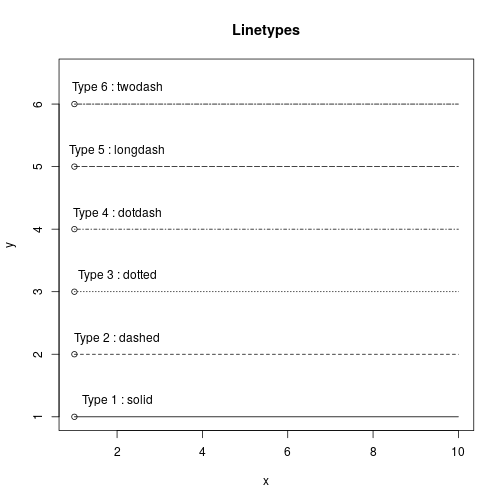 Linetypes
Type 6 : twodash
Type 5 : longdash
Type 4 : dotdash
Type 3 : dotted
Type 2 : dashed
Type 1 : solid
y
6
5
4
3
2
1
2 4 6 8 10
x